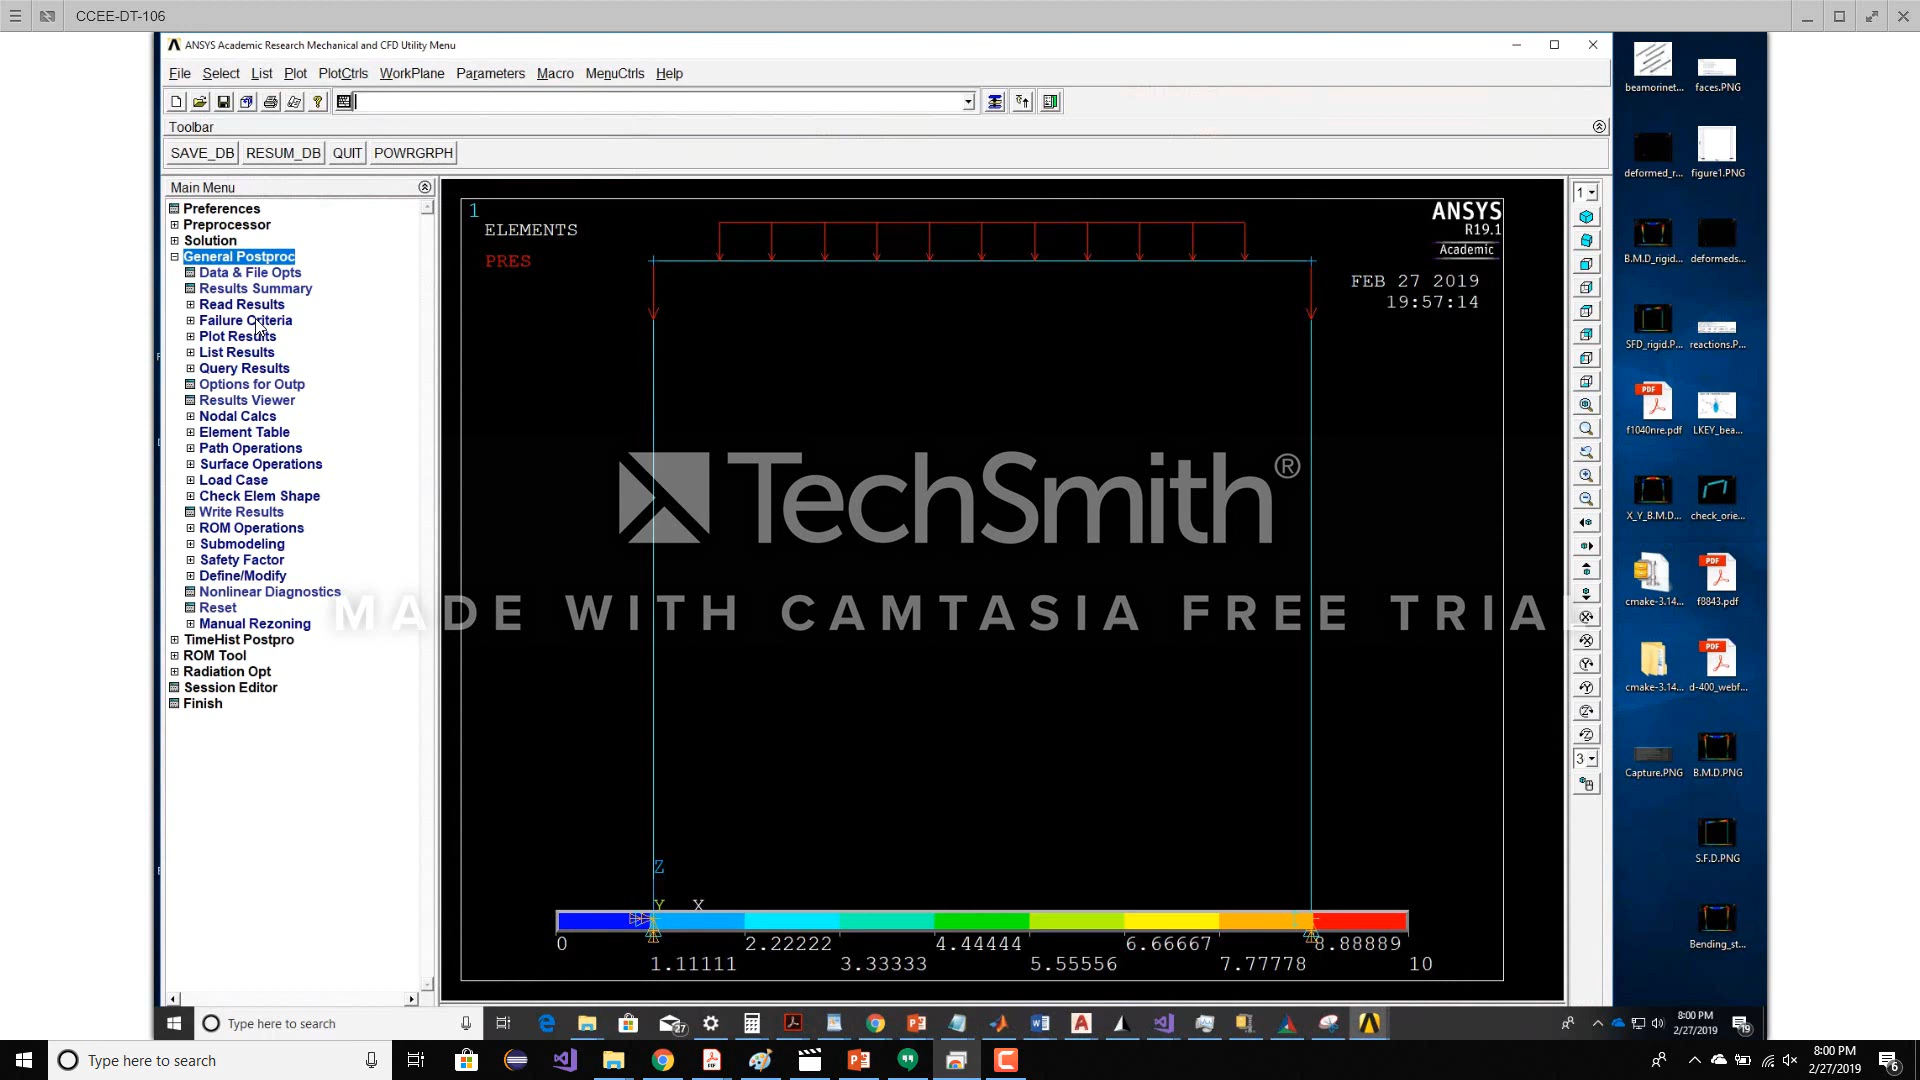 CCEE-DT-106
ANSYS Academic Research Mechanical and CFD Utility Menu
File Select List Plot PlotCtrls WorkPlane Parameters Macro MenuCtrls Help
Toolbar
SAVE_DB RESUM_DB QUIT POWRGRPH
Main Menu
Preferences
Preprocessor
Solution
General Postproc
Data & File Opts
Results Summary
Read Results
Failure Criteria
Plot Results
List Results
Query Results
Options for Outp
Results Viewer
Nodal Calcs
Element Table
Path Operations
Surface Operations
Load Case
Check Elem Shape
Write Results
ROM Operations
Submodeling
Safety Factor
Define/Modify
Nonlinear Diagnostics
Reset
Manual Rezoning
TimeHist Postpro
ROM Tool
Radiation Opt
Session Editor
Finish
1
ELEMENTS
PRES
ANSYS
R19.1
Academic
FEB 27 2019
19:57:14
TechSmith®
MADE WITH CAMTASIA FREE TRIA
Z
Y X
0 2.22222 4.44444 6.66667 8.88889
1.11111 3.33333 5.55556 7.77778 10
1
3
beamorinet... faces.PNG
deformed_r... figure1.PNG
B.M.D_rigid... deformeds...
SFD_rigid.P... reactions.P...
f1040nre.pdf LKEY_bea...
X_Y_B.M.D... check_orie...
cmake-3.14... f8843.pdf
cmake-3.14... d-400_webf...
Capture.PNG B.M.D.PNG
S.F.D.PNG
Bending_st...
Type here to search
27
8:00 PM
2/27/2019
19
Type here to search
8:00 PM
2/27/2019
6